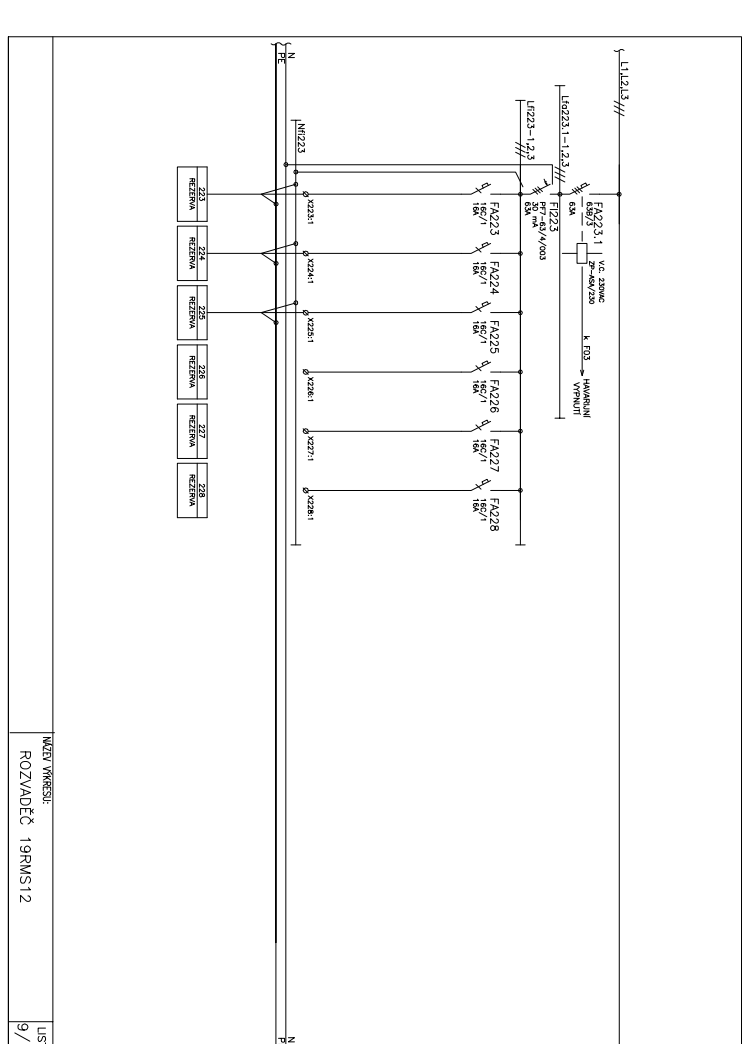 L1,L2,L3
FA223.1
63B/3
63A
V.C. 230VAC
ZP-ASA/230
k F03
HAVARIJNÍ
VYPNUTÍ
Lfa223.1-1,2,3
FI223
PF7-63/4/003
30 mA
63A
Lfi223-1,2,3
FA223
16C/1
16A
FA224
16C/1
16A
FA225
16C/1
16A
FA226
16C/1
16A
FA227
16C/1
16A
FA228
16C/1
16A
X223:1
X224:1
X225:1
X226:1
X227:1
X228:1
Nfi223
N
PE
N
P
223
REZERVA
224
REZERVA
225
REZERVA
226
REZERVA
227
REZERVA
228
REZERVA
NÁZEV VÝKRESU:
ROZVADĚČ 19RMS12
LIS
9/